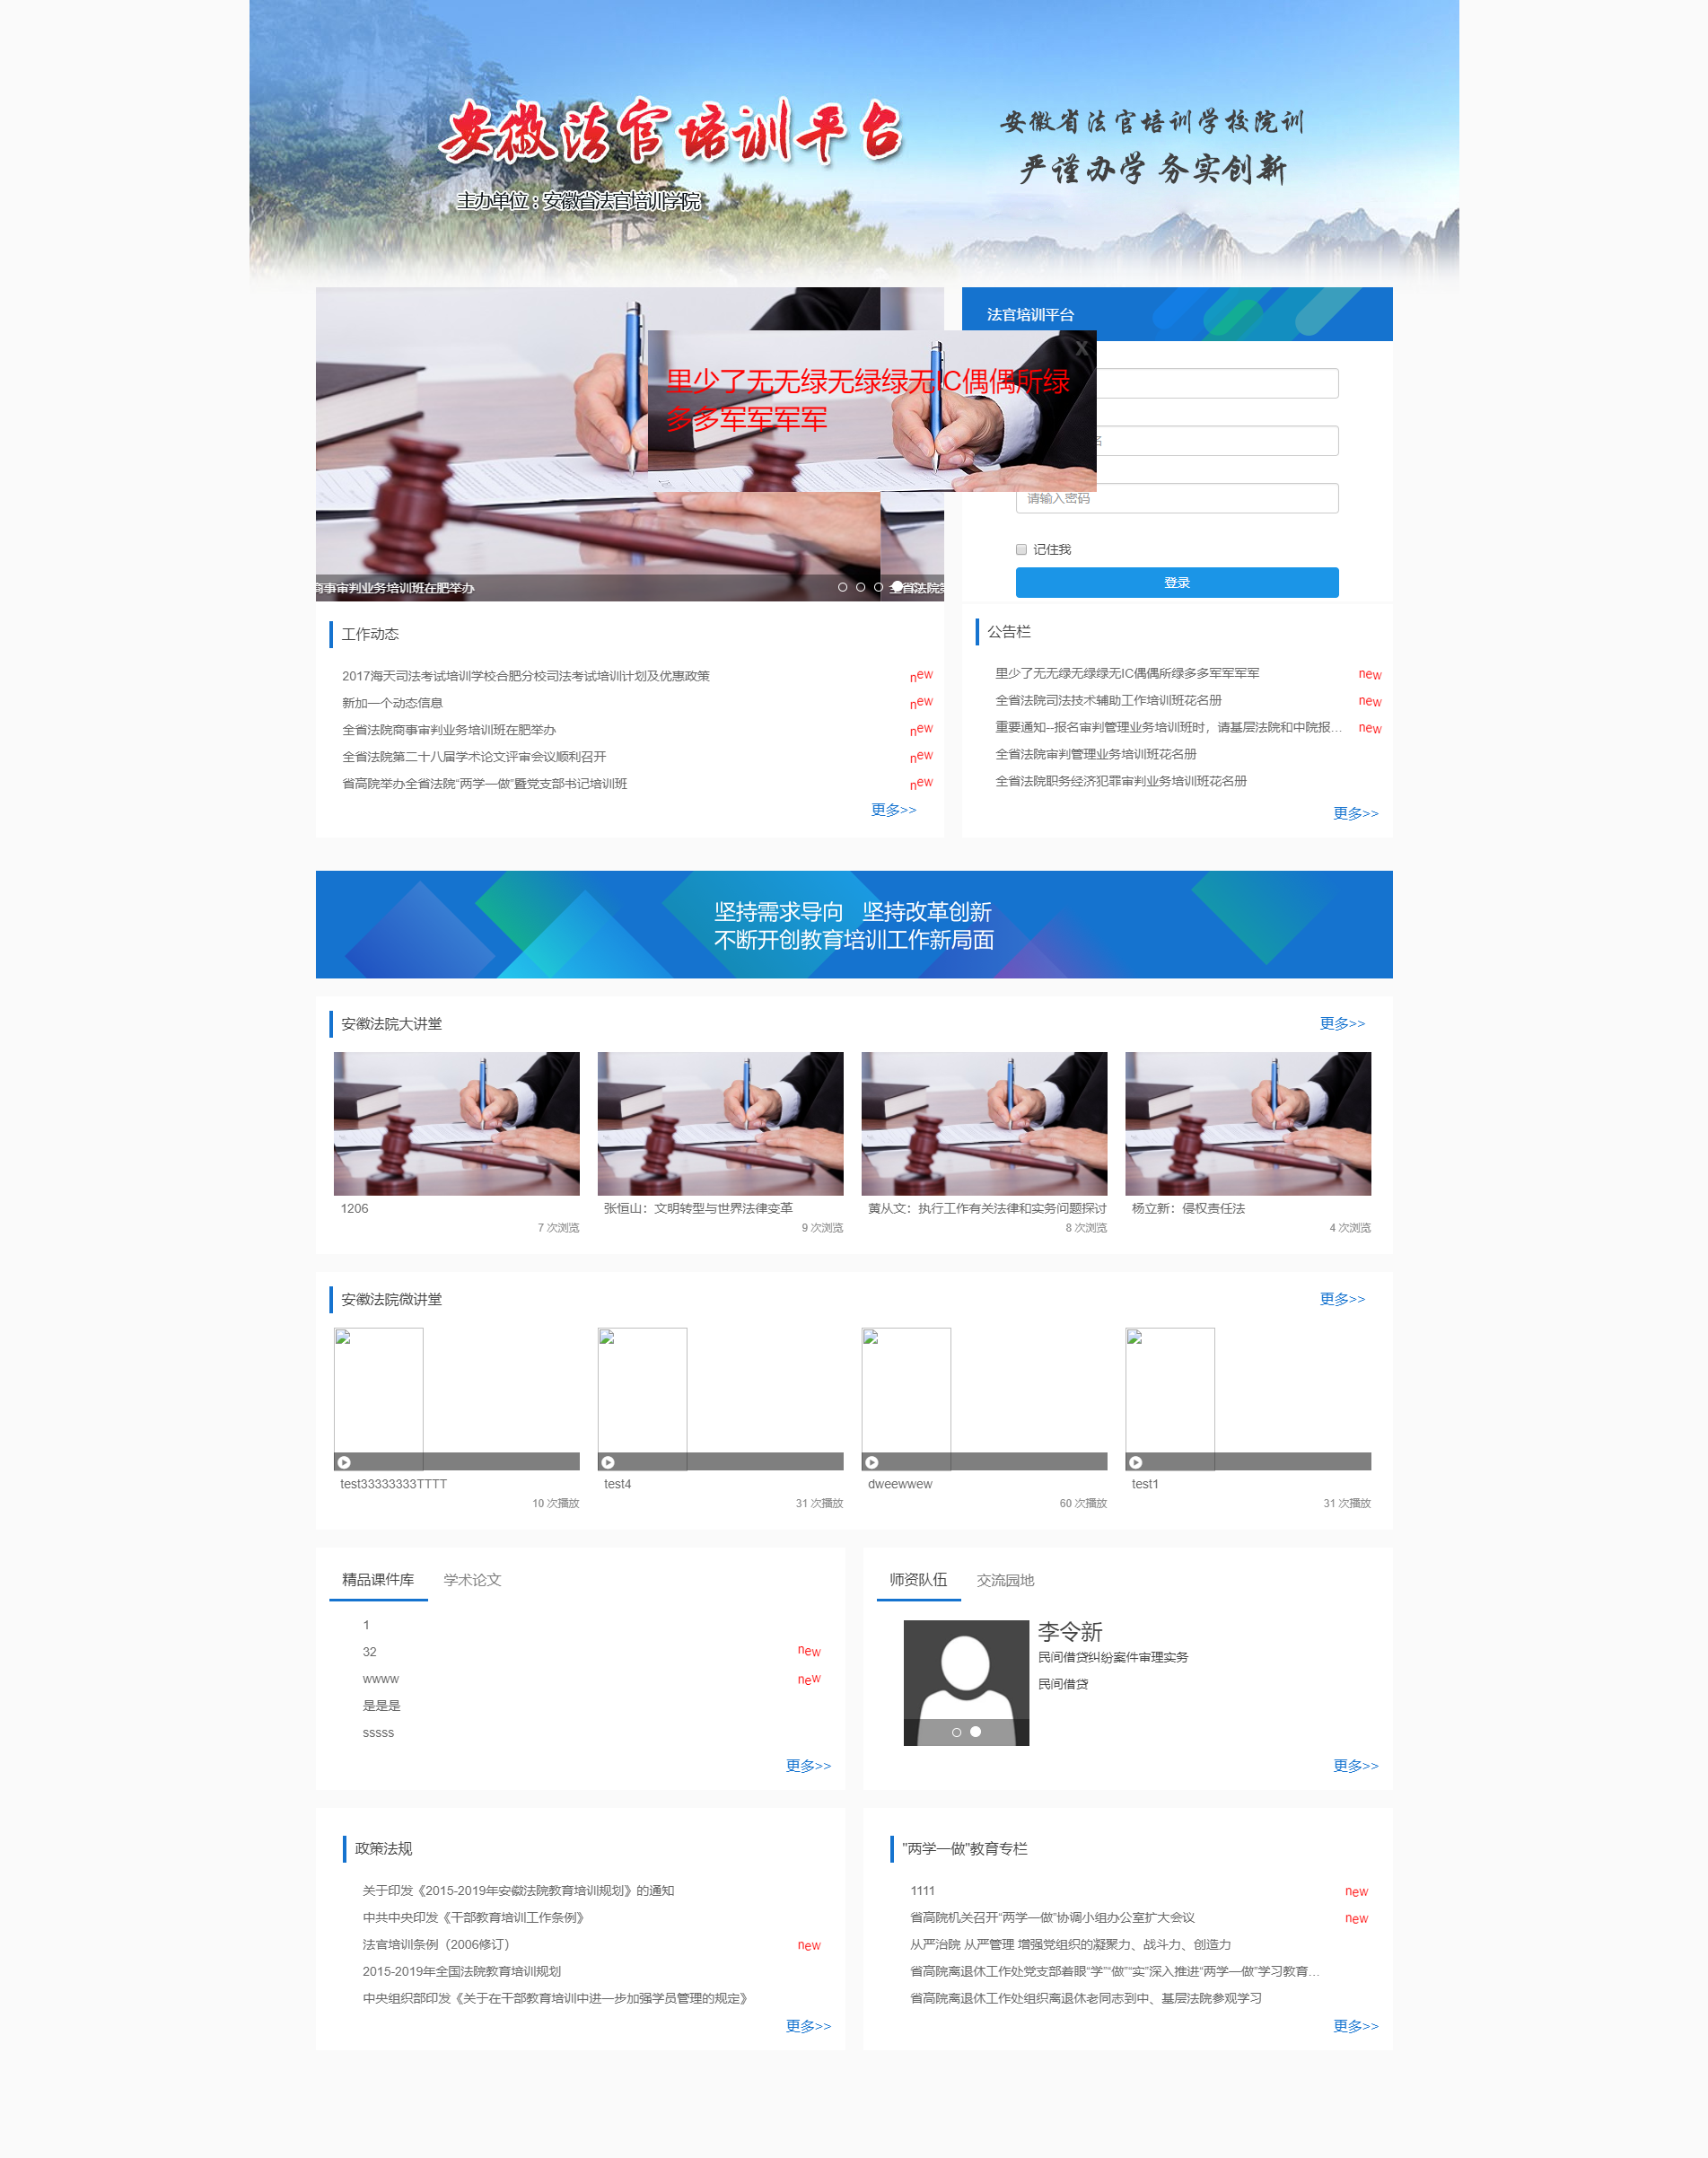 安徽法官培训平台
安徽省法官培训学校院训
严谨办学 务实创新
主办单位：安徽省法官培训学院
法官培训平台
X
里少了无无绿无绿绿无IC偶偶所绿
多多军军军军
名
请输入密码
记住我
登录
商事审判业务培训班在肥举办
全省法院第
工作动态
2017海天司法考试培训学校合肥分校司法考试培训计划及优惠政策 new
新加一个动态信息 new
全省法院商事审判业务培训班在肥举办 new
全省法院第二十八届学术论文评审会议顺利召开 new
省高院举办全省法院“两学一做”暨党支部书记培训班 new
更多>>
公告栏
里少了无无绿无绿绿无IC偶偶所绿多多军军军军 new
全省法院司法技术辅助工作培训班花名册 new
重要通知--报名审判管理业务培训班时，请基层法院和中院报... new
全省法院审判管理业务培训班花名册
全省法院职务经济犯罪审判业务培训班花名册
更多>>
坚持需求导向 坚持改革创新
不断开创教育培训工作新局面
安徽法院大讲堂 更多>>
1206
7 次浏览
张恒山：文明转型与世界法律变革
9 次浏览
黄从文：执行工作有关法律和实务问题探讨
8 次浏览
杨立新：侵权责任法
4 次浏览
安徽法院微讲堂 更多>>
test33333333TTTT
10 次播放
test4
31 次播放
dweewwew
60 次播放
test1
31 次播放
精品课件库 学术论文
1
32 new
wwww new
是是是
sssss
更多>>
师资队伍 交流园地
李令新
民间借贷纠纷案件审理实务
民间借贷
更多>>
政策法规
关于印发《2015-2019年安徽法院教育培训规划》的通知
中共中央印发《干部教育培训工作条例》
法官培训条例（2006修订） new
2015-2019年全国法院教育培训规划
中央组织部印发《关于在干部教育培训中进一步加强学员管理的规定》
更多>>
"两学一做"教育专栏
1111 new
省高院机关召开“两学一做”协调小组办公室扩大会议 new
从严治院 从严管理 增强党组织的凝聚力、战斗力、创造力
省高院离退休工作处党支部着眼“学”“做”“实”深入推进“两学一做”学习教育...
省高院离退休工作处组织离退休老同志到中、基层法院参观学习
更多>>